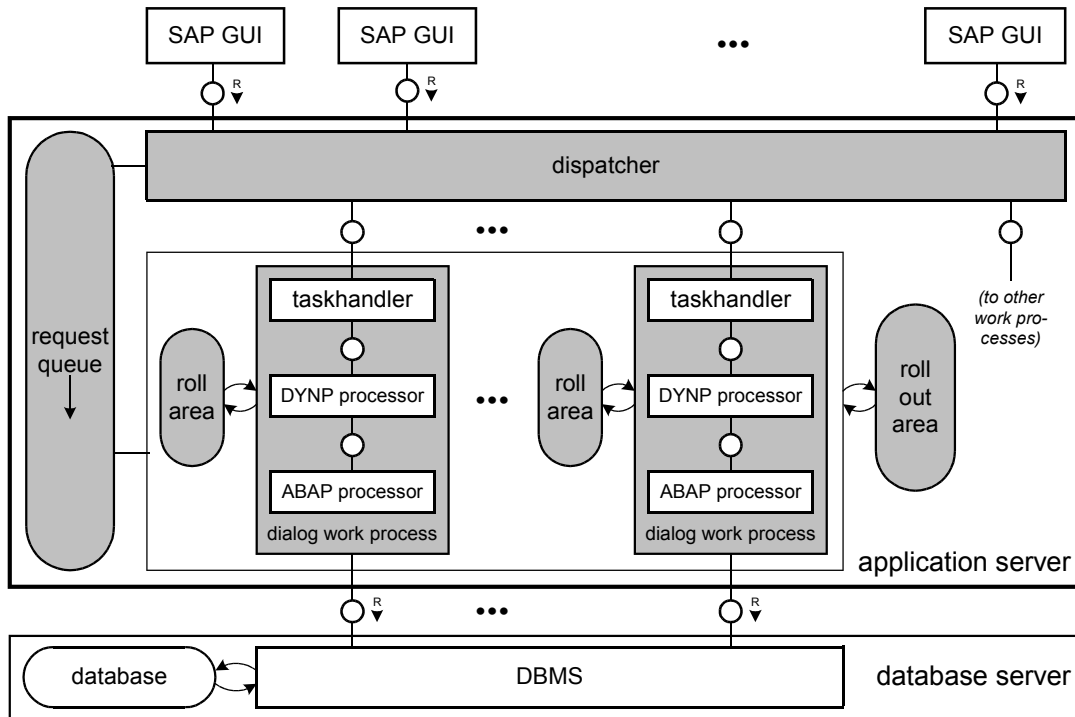 SAP GUI
SAP GUI
•••
SAP GUI
R
R
R
dispatcher
•••
taskhandler
taskhandler
(to other
work pro-
cesses)
request
queue
roll
area
DYNP processor
•••
roll
area
DYNP processor
roll
out
area
ABAP processor
ABAP processor
dialog work process
dialog work process
application server
R
•••
R
database
DBMS
database server